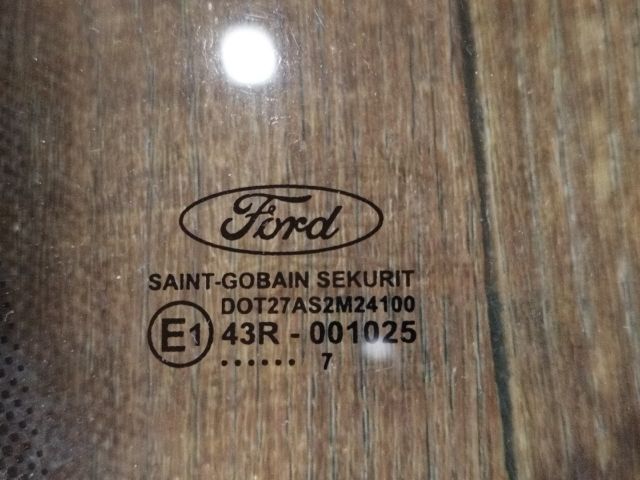 Ford
SAINT-GOBAIN SEKURIT
DOT27AS2M24100
E1 43R - 001025
...... 7